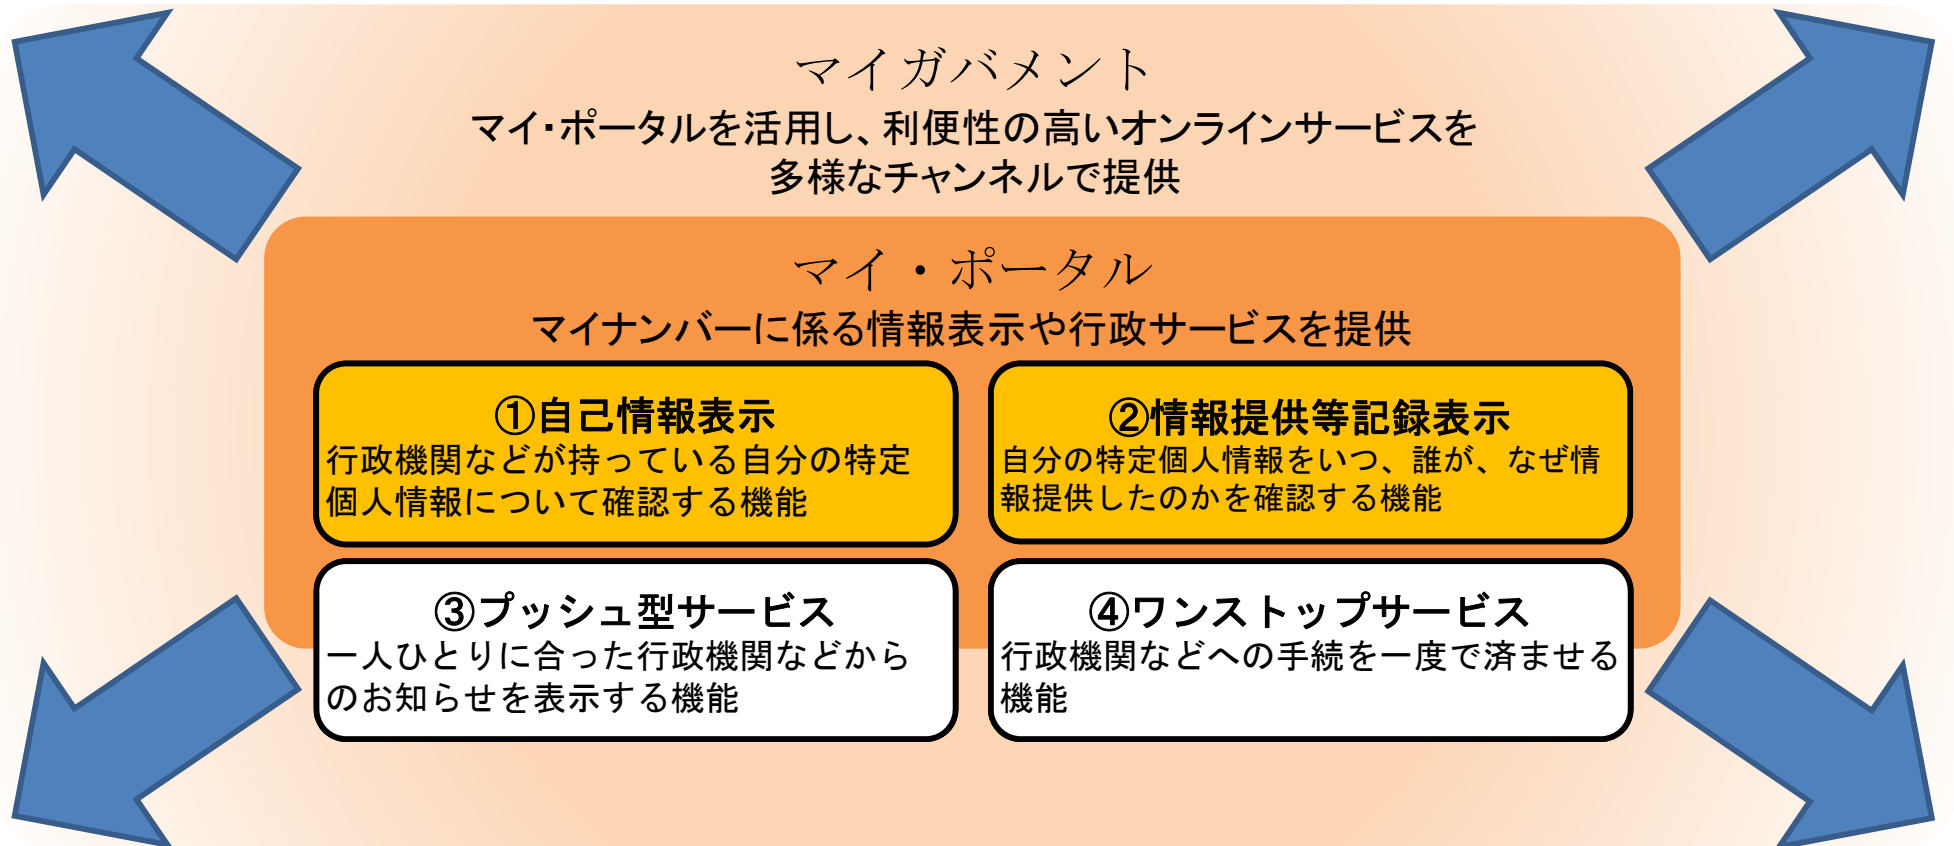 マイガバメント
マイ・ポータルを活用し、利便性の高いオンラインサービスを
多様なチャンネルで提供
マイ・ポータル
マイナンバーに係る情報表示や行政サービスを提供
①自己情報表示
行政機関などが持っている自分の特定
個人情報について確認する機能
②情報提供等記録表示
自分の特定個人情報をいつ、誰が、なぜ情
報提供したのかを確認する機能
③プッシュ型サービス
一人ひとりに合った行政機関などから
のお知らせを表示する機能
④ワンストップサービス
行政機関などへの手続を一度で済ませる
機能